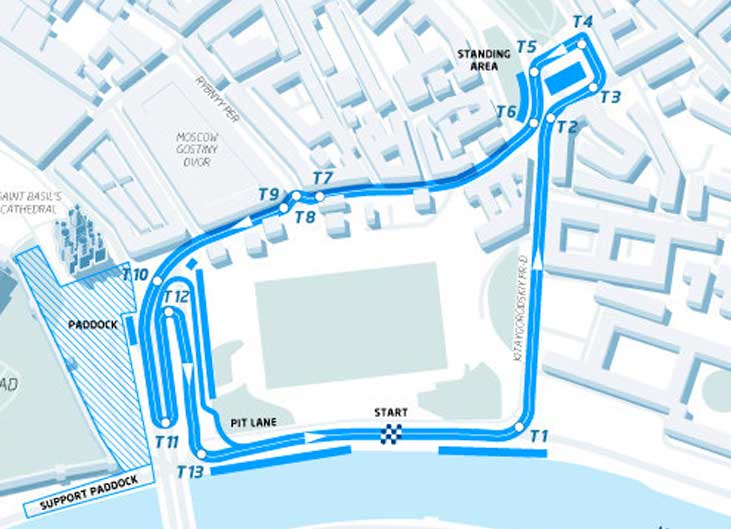 T4
T5
STANDING
AREA
T3
RYBNYY PER
T6
T2
MOSCOW
GOSTINY
DVOR
T9
T7
T8
SAINT BASIL'S
CATHEDRAL
T10
T12
KITAYGORODSKIY PR-D
PADDOCK
AD
START
PIT LANE
T1
T11
T13
SUPPORT PADDOCK